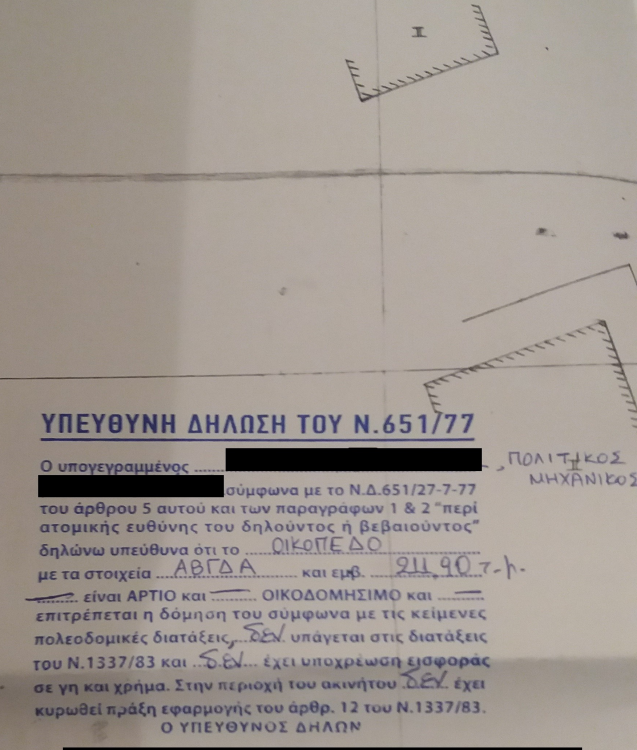 II
ΥΠΕΥΘΥΝΗ ΔΗΛΩΣΗ ΤΟΥ Ν.651/77
Ο υπογεγραμμένος ........ , ΠΟΛΙΤΙΚΟΣ
ΜΗΧΑΝΙΚΟΣ
σύμφωνα με το Ν.Δ.651/27-7-77
του άρθρου 5 αυτού και των παραγράφων 1 & 2 "περί
ατομικής ευθύνης του δηλούντος ή βεβαιούντος"
δηλώνω υπεύθυνα ότι το ....ΟΙΚΟΠΕΔΟ....
με τα στοιχεία ...ΑΒΓΔΑ... και εμβ. ...211,90 τ.μ.
........ είναι ΑΡΤΙΟ και ........ ΟΙΚΟΔΟΜΗΣΙΜΟ και ........
επιτρέπεται η δόμηση του σύμφωνα με τις κείμενες
πολεοδομικές διατάξεις, ...δεν υπάγεται στις διατάξεις
του Ν.1337/83 και ...δεν... έχει υποχρέωση εισφοράς
σε γη και χρήμα. Στην περιοχή του ακινήτου δεν έχει
κυρωθεί πράξη εφαρμογής του άρθρ. 12 του Ν.1337/83.
Ο ΥΠΕΥΘΥΝΟΣ ΔΗΛΩΝ